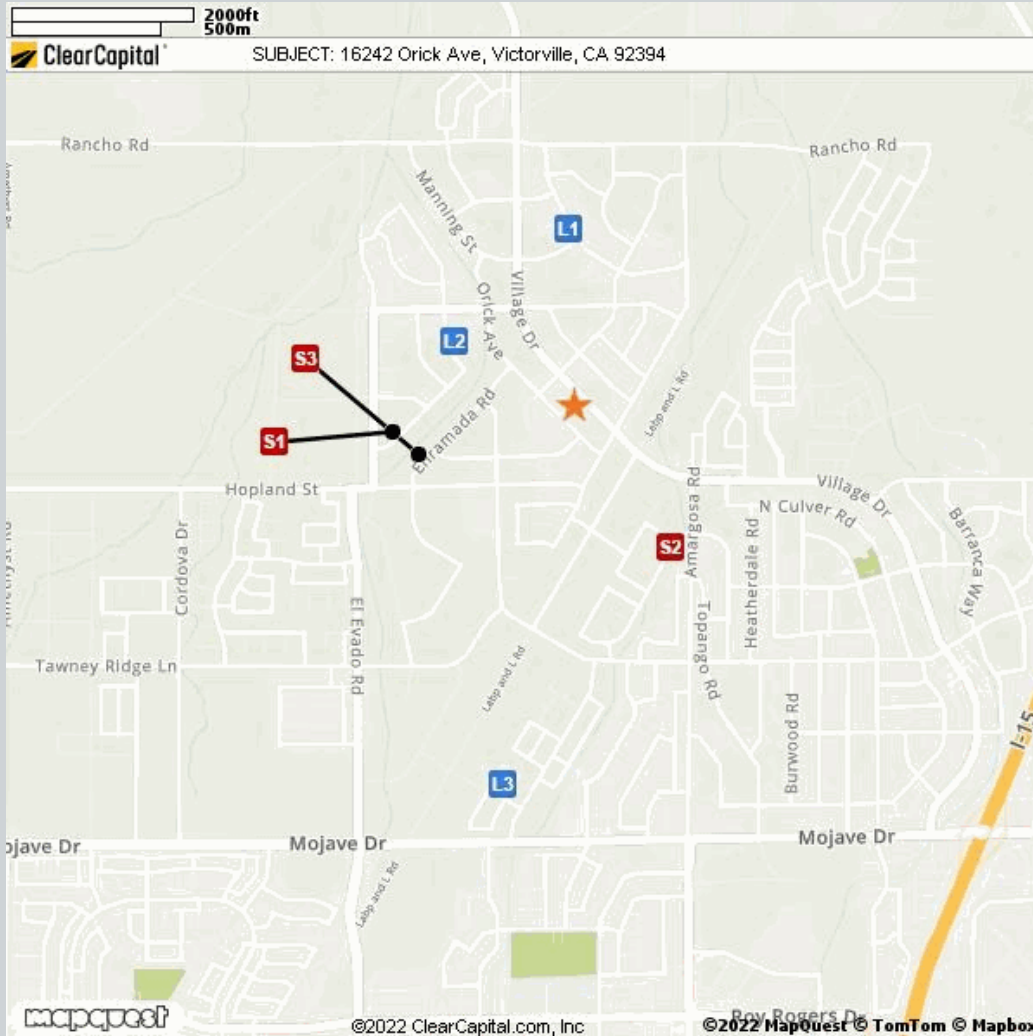 2000ft
500m
ClearCapital
SUBJECT: 16242 Orick Ave, Victorville, CA 92394
Rancho Rd
Rancho Rd
Manning St
L1
Village Dr
Orick Ave
L2
S3
Labp and L Rd
S1
Enramada Rd
Hopland St
Village Dr
N Culver Rd
Amargosa Rd
Barranca Way
Cordova Dr
S2
Heatherdale Rd
El Evado Rd
Topango Rd
Tawney Ridge Ln
Labp and L Rd
Burwood Rd
I-15
L3
Mojave Dr
Mojave Dr
ojave Dr
Labp and L Rd
Roy Rogers Dr
mapquest
©2022 ClearCapital.com, Inc
©2022 MapQuest © TomTom © Mapbox